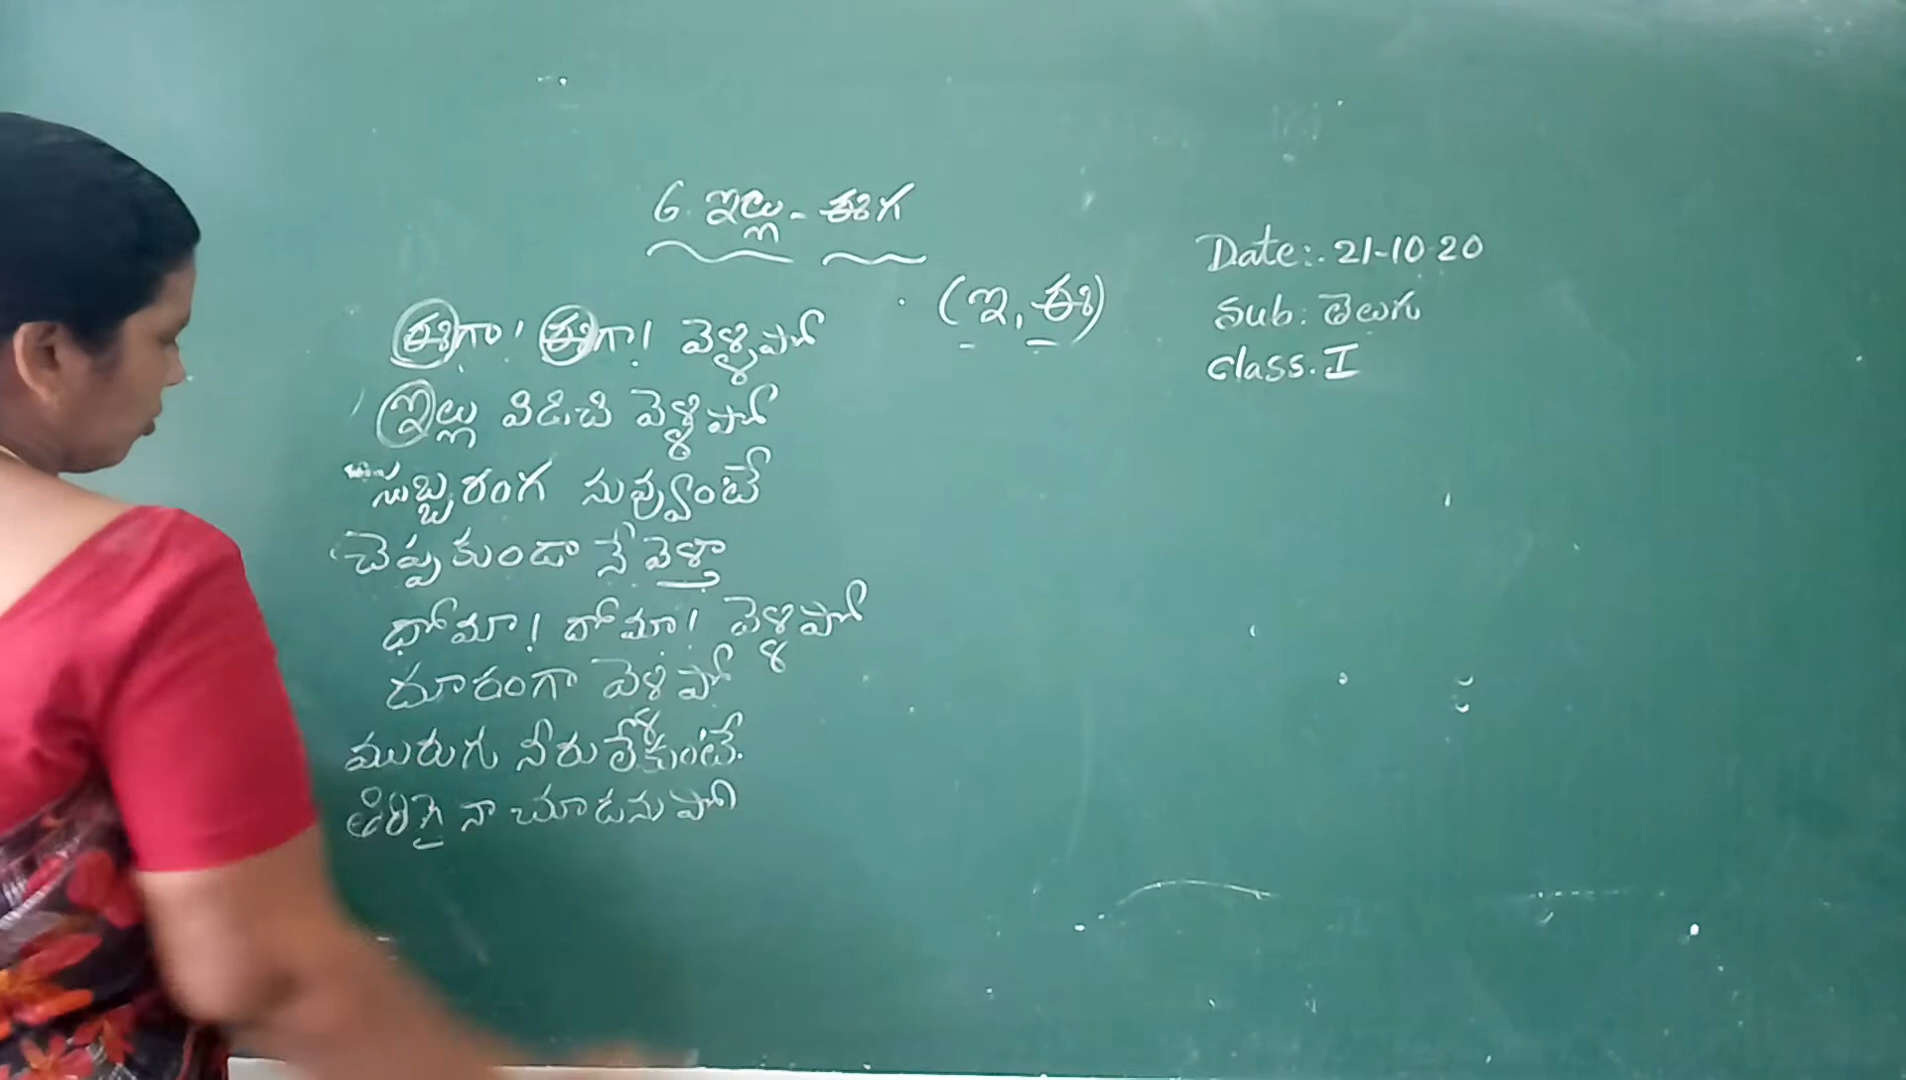 6. ఇల్లు - ఈగ
(ఇ, ఈ)
Date:. 21-10-20
Sub: తెలుగు
class. I
ఈగా! ఈగా! వెళ్ళిపో
ఇల్లు విడిచి వెళ్ళిపో
సుబ్బరంగ నువ్వుంటే
చెప్పకుండా నే వెళ్తా
దోమా! దోమా! వెళ్ళిపో
దూరంగా వెళ్ళిపో
మురుగు నీరు లేకుంటే
తిరిగై నా చూడను పో